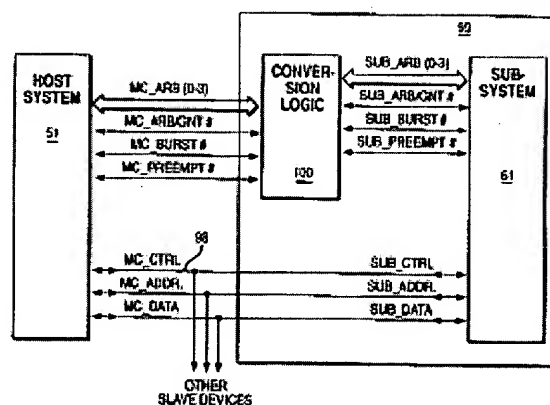 HOST
SYSTEM
51
MC_ARB (0-3)
MC_ARB/GNT #
MC_BURST #
MC_PREEMPT #
CONVER-
SION
LOGIC
100
SUB_ARB (0-3)
SUB_ARB/GNT #
SUB_BURST #
SUB_PREEMPT #
SUB-
SYSTEM
61
98
MC_CTRL
MC_ADDR.
MC_DATA
SUB_CTRL
SUB_ADDR.
SUB_DATA
OTHER
SLAVE DEVICES